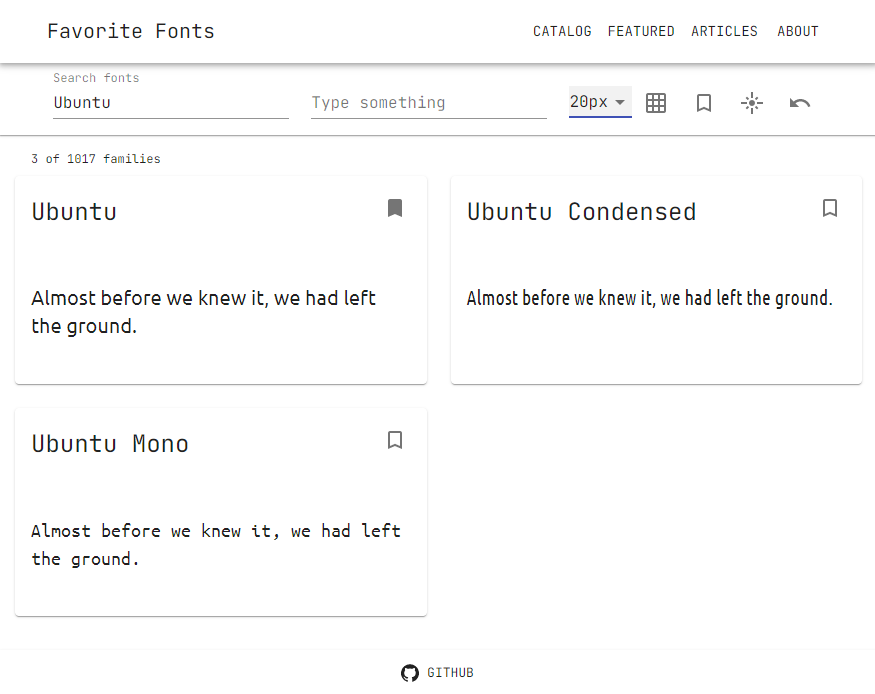 Favorite Fonts
CATALOG FEATURED ARTICLES ABOUT
Search fonts
Ubuntu
Type something
20px
3 of 1017 families
Ubuntu
Almost before we knew it, we had left
the ground.
Ubuntu Condensed
Almost before we knew it, we had left the ground.
Ubuntu Mono
Almost before we knew it, we had left
the ground.
GITHUB